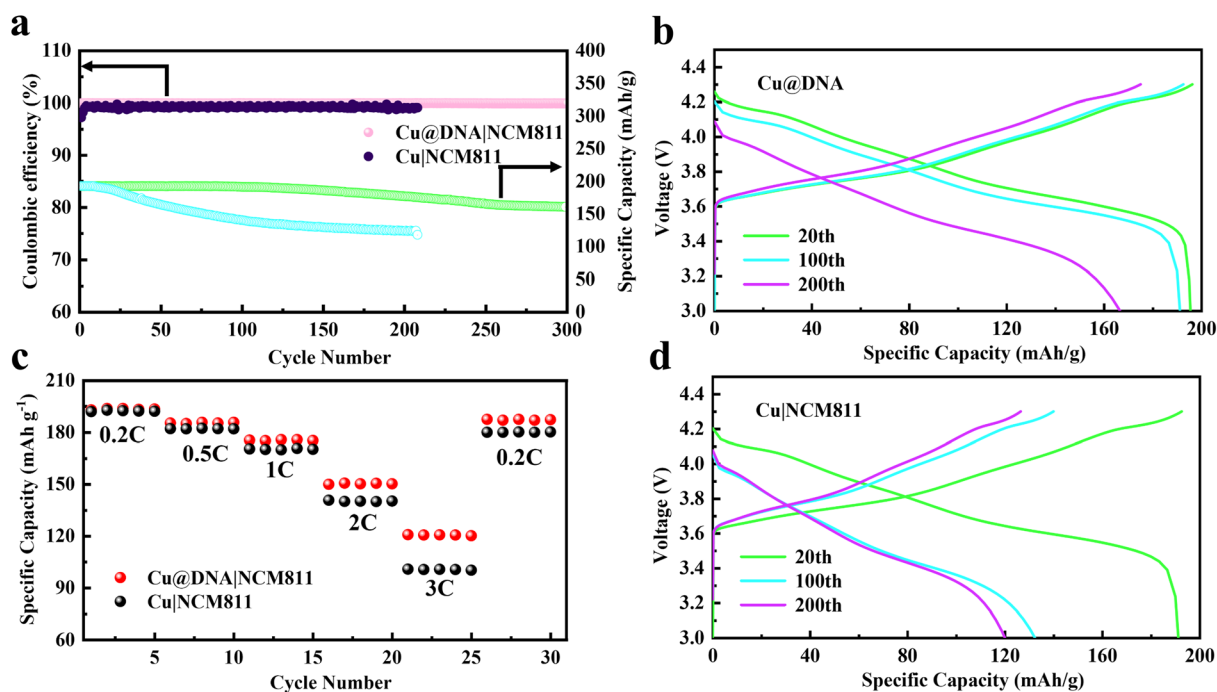 a
Coulombic efficiency (%)
110
100
90
80
70
60
400
300
200
100
0
Specific Capacity (mAh/g)
Cu@DNA|NCM811
Cu|NCM811
0
50
100
150
200
250
300
Cycle Number
b
Voltage (V)
4.4
4.2
4.0
3.8
3.6
3.4
3.2
3.0
Cu@DNA
20th
100th
200th
0
40
80
120
160
200
Specific Capacity (mAh/g)
c
Specific Capacity (mAh g-1)
210
180
150
120
90
60
0.2C
0.5C
1C
2C
3C
0.2C
Cu@DNA|NCM811
Cu|NCM811
5
10
15
20
25
30
Cycle Number
d
Voltage (V)
4.4
4.2
4.0
3.8
3.6
3.4
3.2
3.0
Cu|NCM811
20th
100th
200th
0
40
80
120
160
200
Specific Capacity (mAh/g)